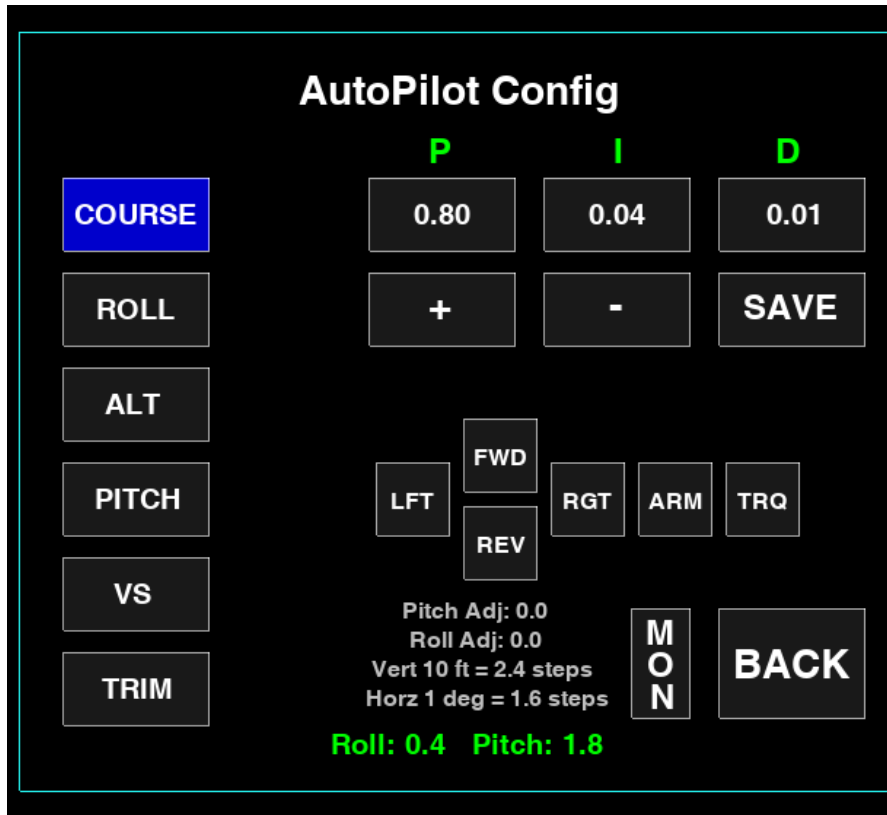 AutoPilot Config
P I D
COURSE 0.80 0.04 0.01
ROLL + - SAVE
ALT
FWD
PITCH LFT RGT ARM TRQ
REV
VS
Pitch Adj: 0.0
Roll Adj: 0.0
Vert 10 ft = 2.4 steps
Horz 1 deg = 1.6 steps
MON
BACK
TRIM
Roll: 0.4 Pitch: 1.8